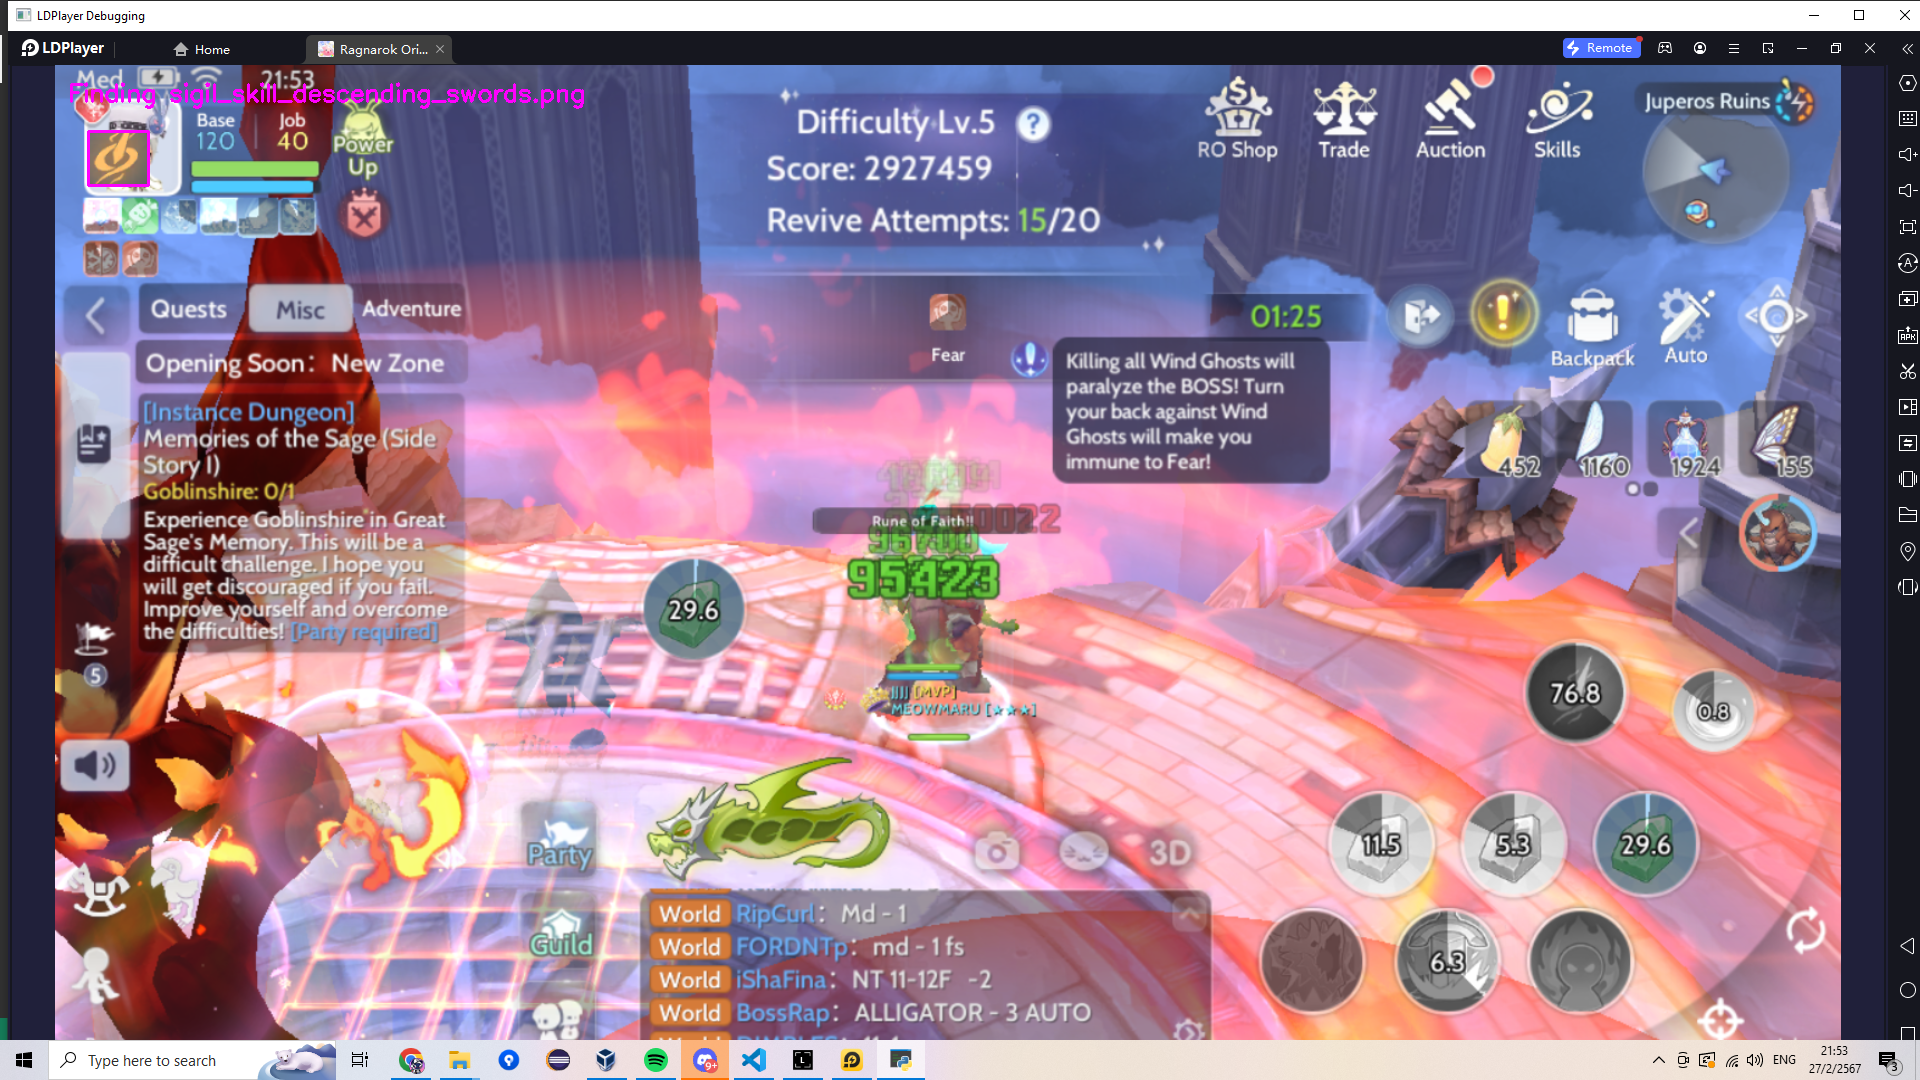 LDPlayer Debugging
LDPlayer
Home
Ragnarok Ori...
Remote
Med
21:53
Finding sigil_skill_descending_swords.png
Base
120
Job
40
Power
Up
Difficulty Lv.5
?
Score: 2927459
Revive Attempts: 15/20
RO Shop
Trade
Auction
Skills
Juperos Ruins
Quests
Misc
Adventure
Opening Soon: New Zone
[Instance Dungeon]
Memories of the Sage (Side
Story I)
Goblinshire: 0/1
Experience Goblinshire in Great
Sage's Memory. This will be a
difficult challenge. I hope you
will get discouraged if you fail.
Improve yourself and overcome
the difficulties! [Party required]
5
Fear
01:25
Killing all Wind Ghosts will
paralyze the BOSS! Turn
your back against Wind
Ghosts will make you
immune to Fear!
Backpack
Auto
452
1160
1924
155
Rune of Faith!!
96700
95423
29.6
JJJJ [MVP]
MEOWMARU [★★★]
76.8
0.8
11.5
5.3
29.6
6.3
Party
Guild
3D
World RipCurl: Md - 1
World FORDNTp: md - 1 fs
World iShaFina: NT 11-12F -2
World BossRap: ALLIGATOR - 3 AUTO
Type here to search
9+
ENG
21:53
27/2/2567
3